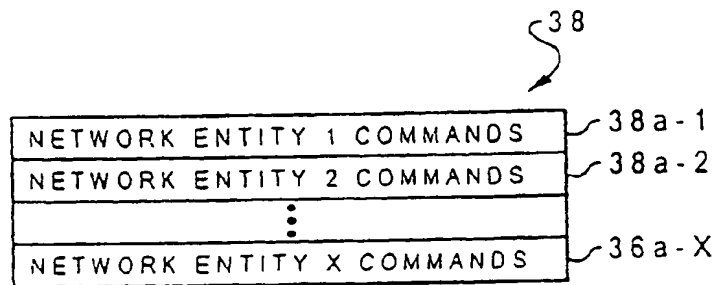 38
NETWORK ENTITY 1 COMMANDS 38a-1
NETWORK ENTITY 2 COMMANDS 38a-2
NETWORK ENTITY X COMMANDS 36a-X